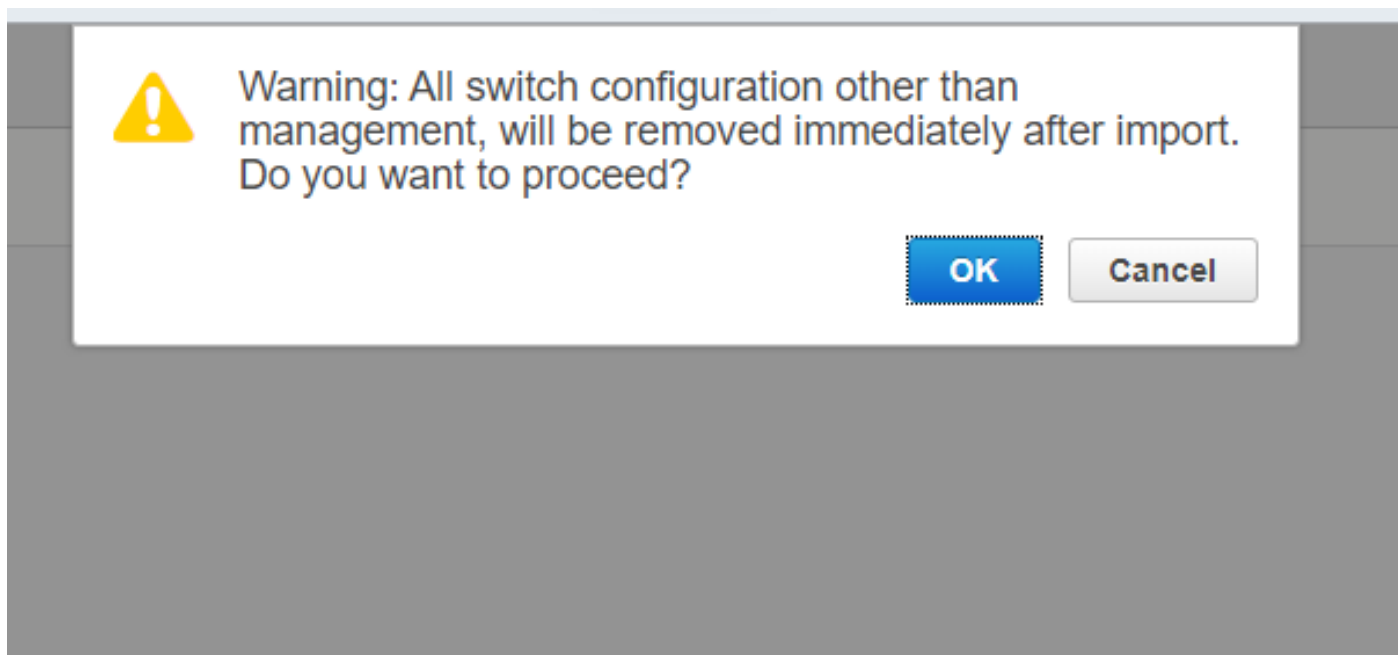 Warning: All switch configuration other than
management, will be removed immediately after import.
Do you want to proceed?
OK
Cancel